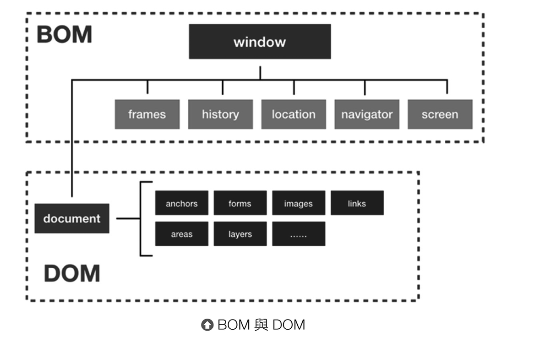 BOM
window
frames history location navigator screen
document
anchors forms images links
areas layers ......
DOM
BOM 與 DOM